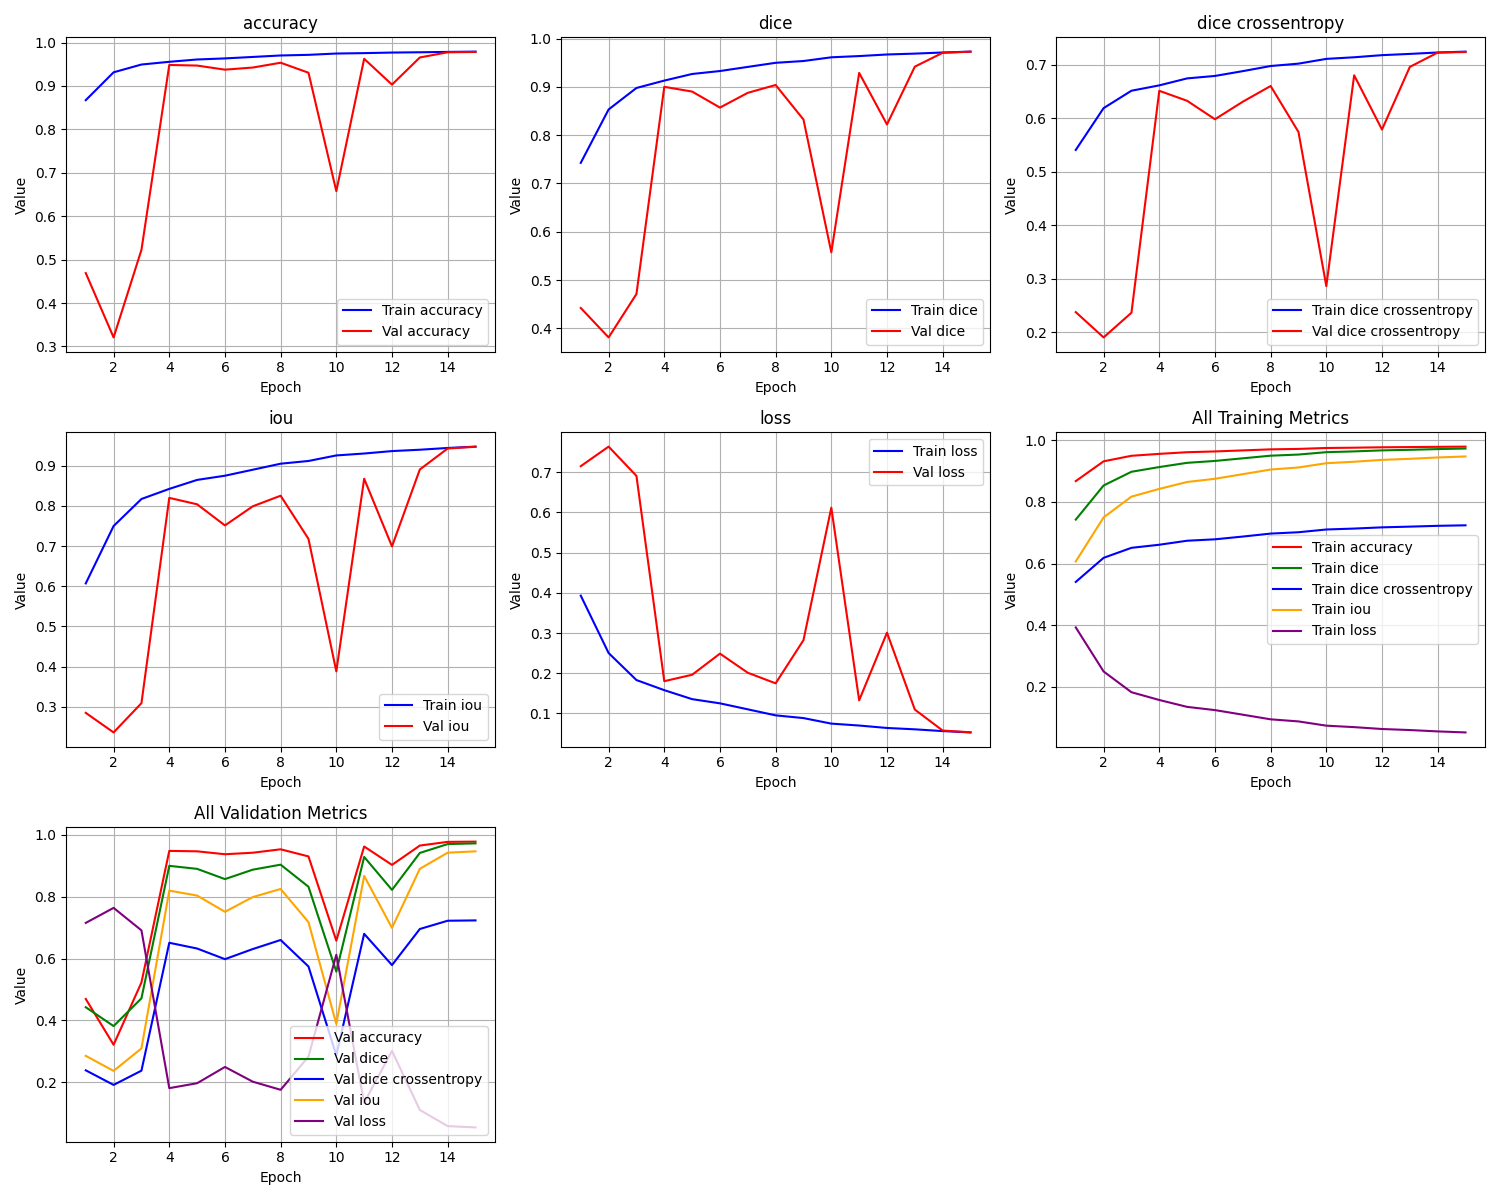 accuracy
1.0
0.9
0.8
0.7
0.6
0.5
0.4
0.3
Value
Train accuracy
Val accuracy
2 4 6 8 10 12 14
Epoch
dice
1.0
0.9
0.8
0.7
0.6
0.5
0.4
Value
Train dice
Val dice
2 4 6 8 10 12 14
Epoch
dice crossentropy
0.7
0.6
0.5
0.4
0.3
0.2
Value
Train dice crossentropy
Val dice crossentropy
2 4 6 8 10 12 14
Epoch
iou
0.9
0.8
0.7
0.6
0.5
0.4
0.3
Value
Train iou
Val iou
2 4 6 8 10 12 14
Epoch
loss
0.7
0.6
0.5
0.4
0.3
0.2
0.1
Value
Train loss
Val loss
2 4 6 8 10 12 14
Epoch
All Training Metrics
1.0
0.8
0.6
0.4
0.2
Value
Train accuracy
Train dice
Train dice crossentropy
Train iou
Train loss
2 4 6 8 10 12 14
Epoch
All Validation Metrics
1.0
0.8
0.6
0.4
0.2
Value
Val accuracy
Val dice
Val dice crossentropy
Val iou
Val loss
2 4 6 8 10 12 14
Epoch